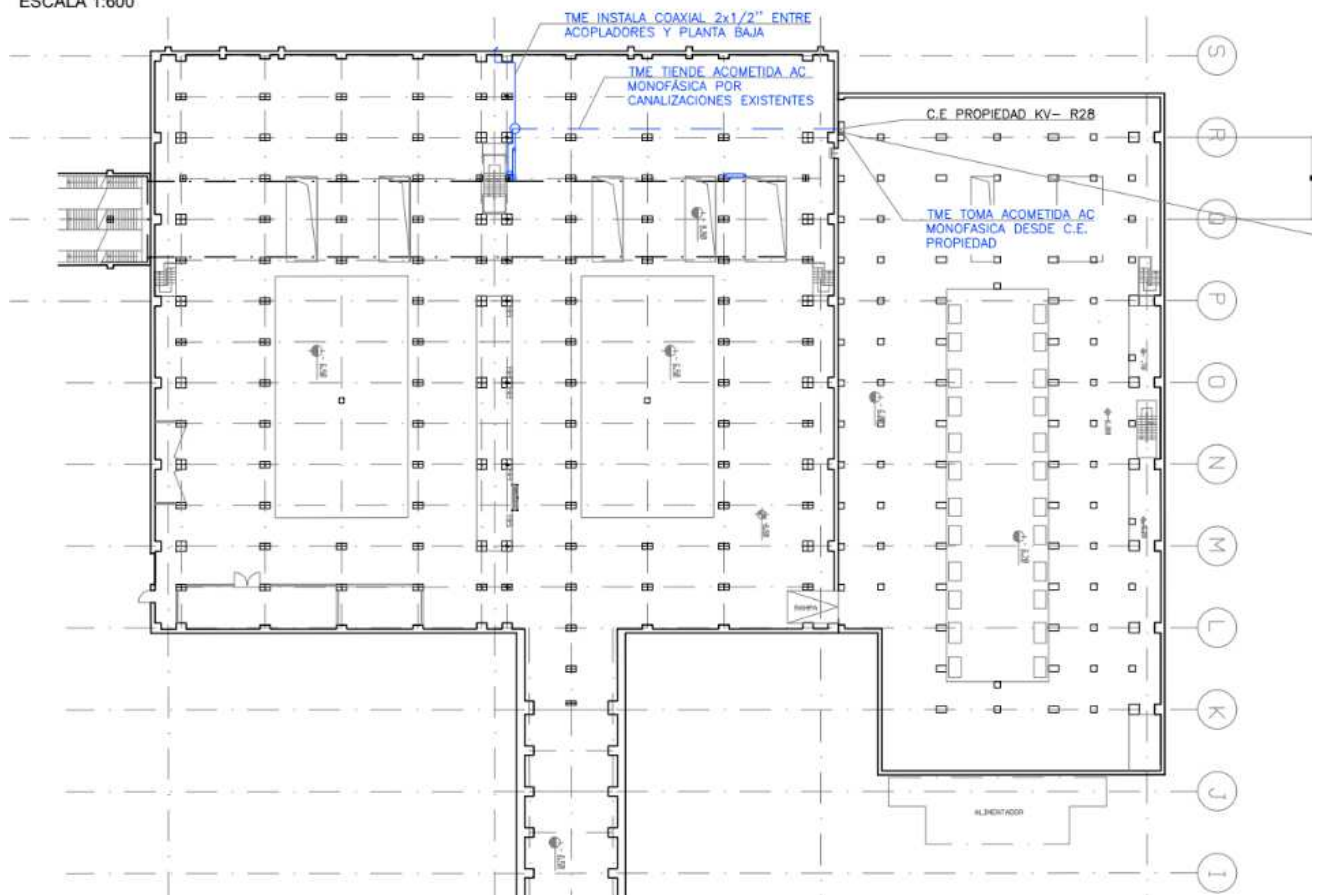 ESCALA 1:600
TME INSTALA COAXIAL 2x1/2'' ENTRE
ACOPLADORES Y PLANTA BAJA
TME TIENDE ACOMETIDA AC
MONOFÁSICA POR
CANALIZACIONES EXISTENTES
C.E PROPIEDAD KV- R28
TME TOMA ACOMETIDA AC
MONOFASICA DESDE C.E.
PROPIEDAD
S
R
Q
P
O
N
M
L
K
J
I
RAMPA
ALIMENTADOR